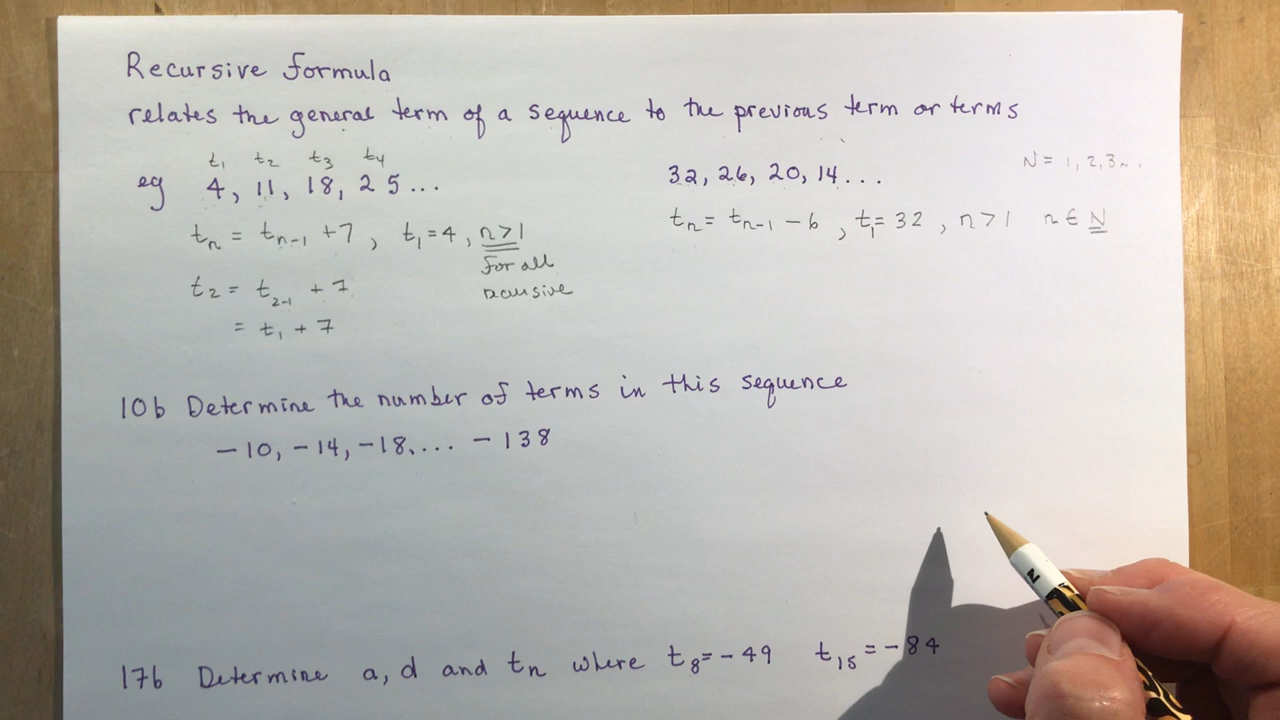 Recursive formula
relates the general term of a sequence to the previous term or terms
t₁ t₂ t₃ t₄
eg 4, 11, 18, 25...
tₙ = tₙ₋₁ +7, t₁=4, n>1
for all
recursive
t₂ = t₂₋₁ + 7
= t₁ + 7
N = 1, 2, 3...
32, 26, 20, 14...
tₙ = tₙ₋₁ - 6, t₁= 32, n>1 n ∈ N
10b Determine the number of terms in this sequence
-10, -14, -18, ... -138
17b Determine a, d and tₙ where t₈=-49 t₁₅=-84
N